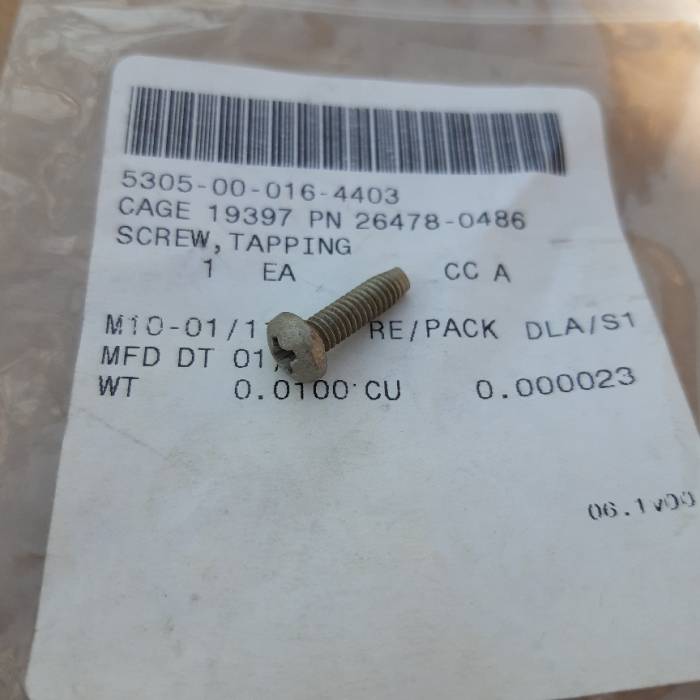 5305-00-016-4403
CAGE 19397 PN 26478-0486
SCREW,TAPPING
1 EA CC A
M10-01/1 RE/PACK DLA/S1
MFD DT 01
WT 0.0100 CU 0.000023
06.1v00